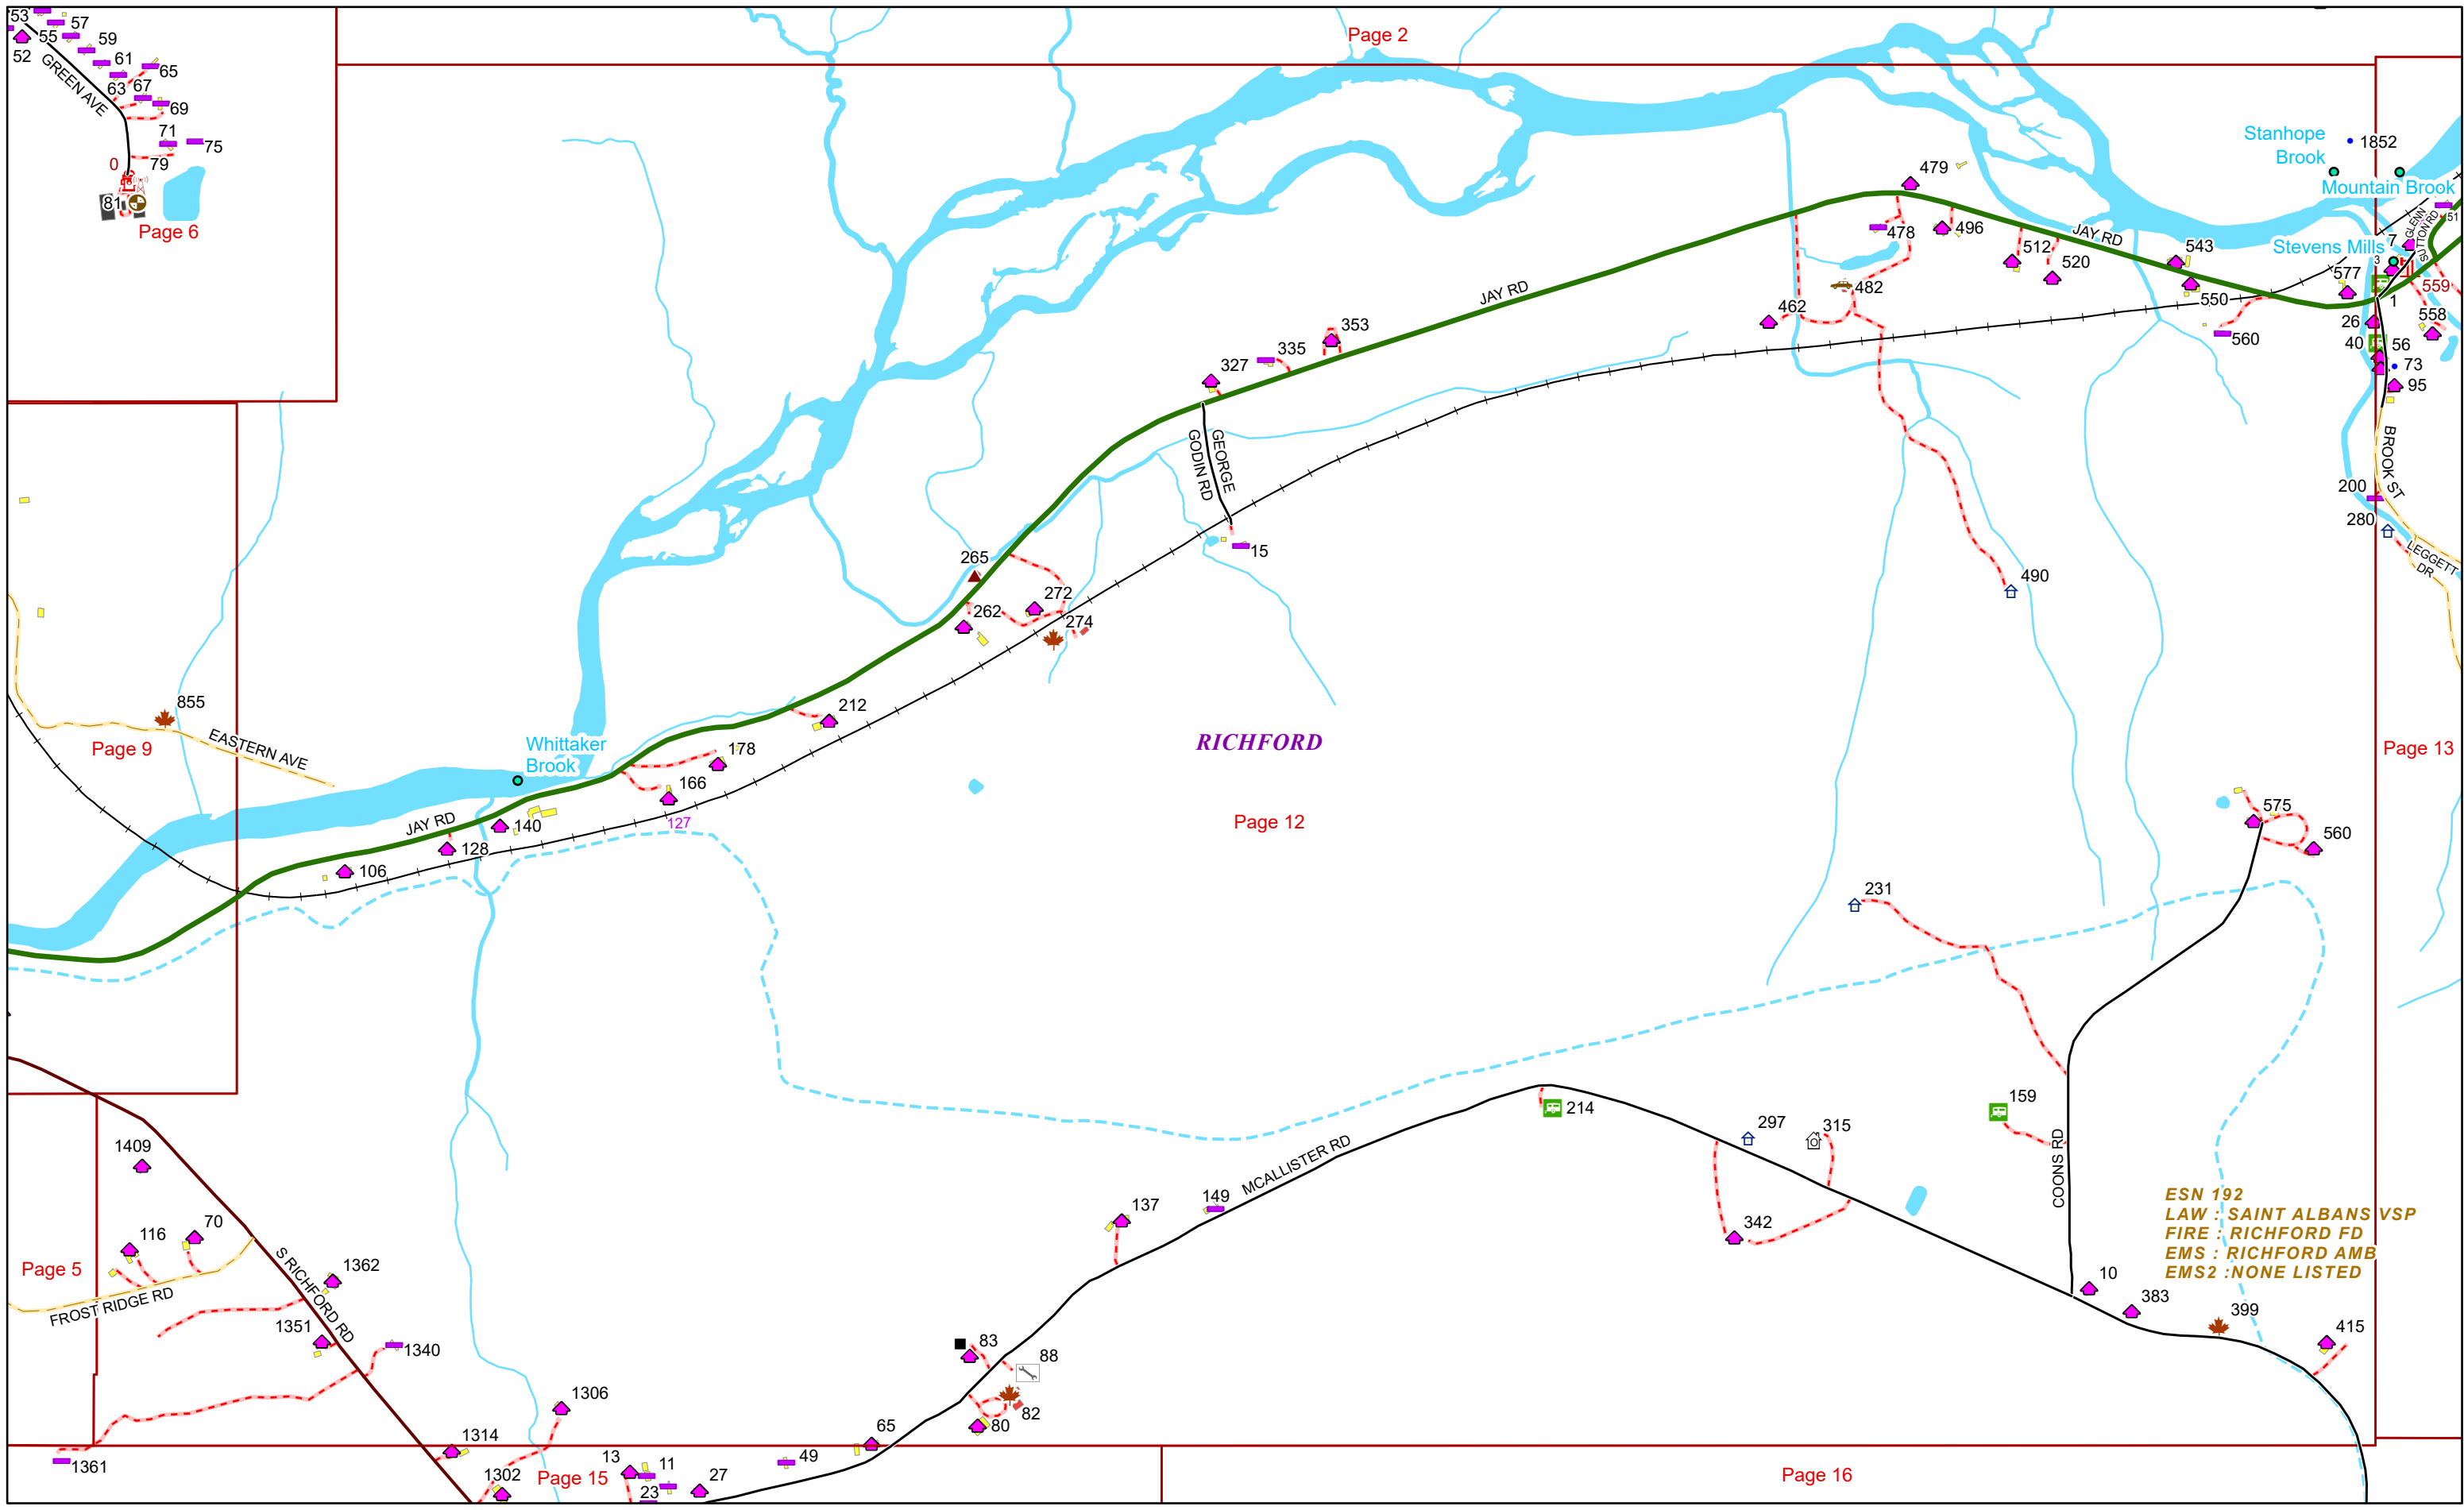 53
57
55
59
52
61
65
GREEN AVE
63
67
69
71
75
0
79
81
Page 6
Page 2
Stanhope
Brook
1852
Mountain Brook
479
478
496
JAY RD
512
520
543
Stevens Mills
7
3
GLENN
SUTTON RD
51
577
559
1
482
550
462
26
558
560
40
56
73
95
JAY RD
353
335
327
GEORGE
GODIN RD
15
BROOK ST
200
280
LEGGETT
DR
490
265
272
262
274
855
EASTERN AVE
Page 9
212
Whittaker
Brook
178
166
127
RICHFORD
Page 12
Page 13
JAY RD
140
128
106
575
560
231
159
COONS RD
214
MCALLISTER RD
297
315
342
137
149
1409
116
70
Page 5
FROST RIDGE RD
S RICHFORD RD
1362
1351
1340
ESN 192
LAW : SAINT ALBANS VSP
FIRE : RICHFORD FD
EMS : RICHFORD AMB
EMS2 :NONE LISTED
10
383
399
415
83
88
82
80
1306
65
1314
1361
1302
Page 15
13
11
23
27
49
Page 16